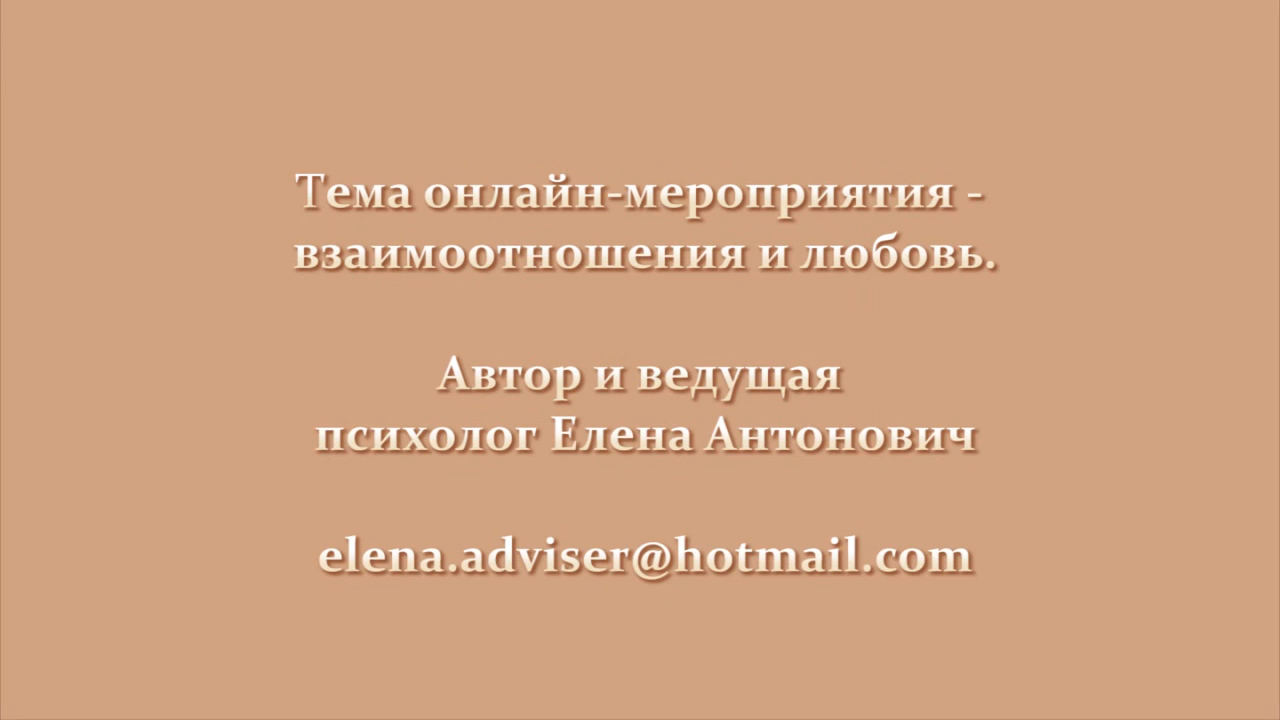 Тема онлайн-мероприятия -
взаимоотношения и любовь.
Автор и ведущая
психолог Елена Антонович
elena.adviser@hotmail.com